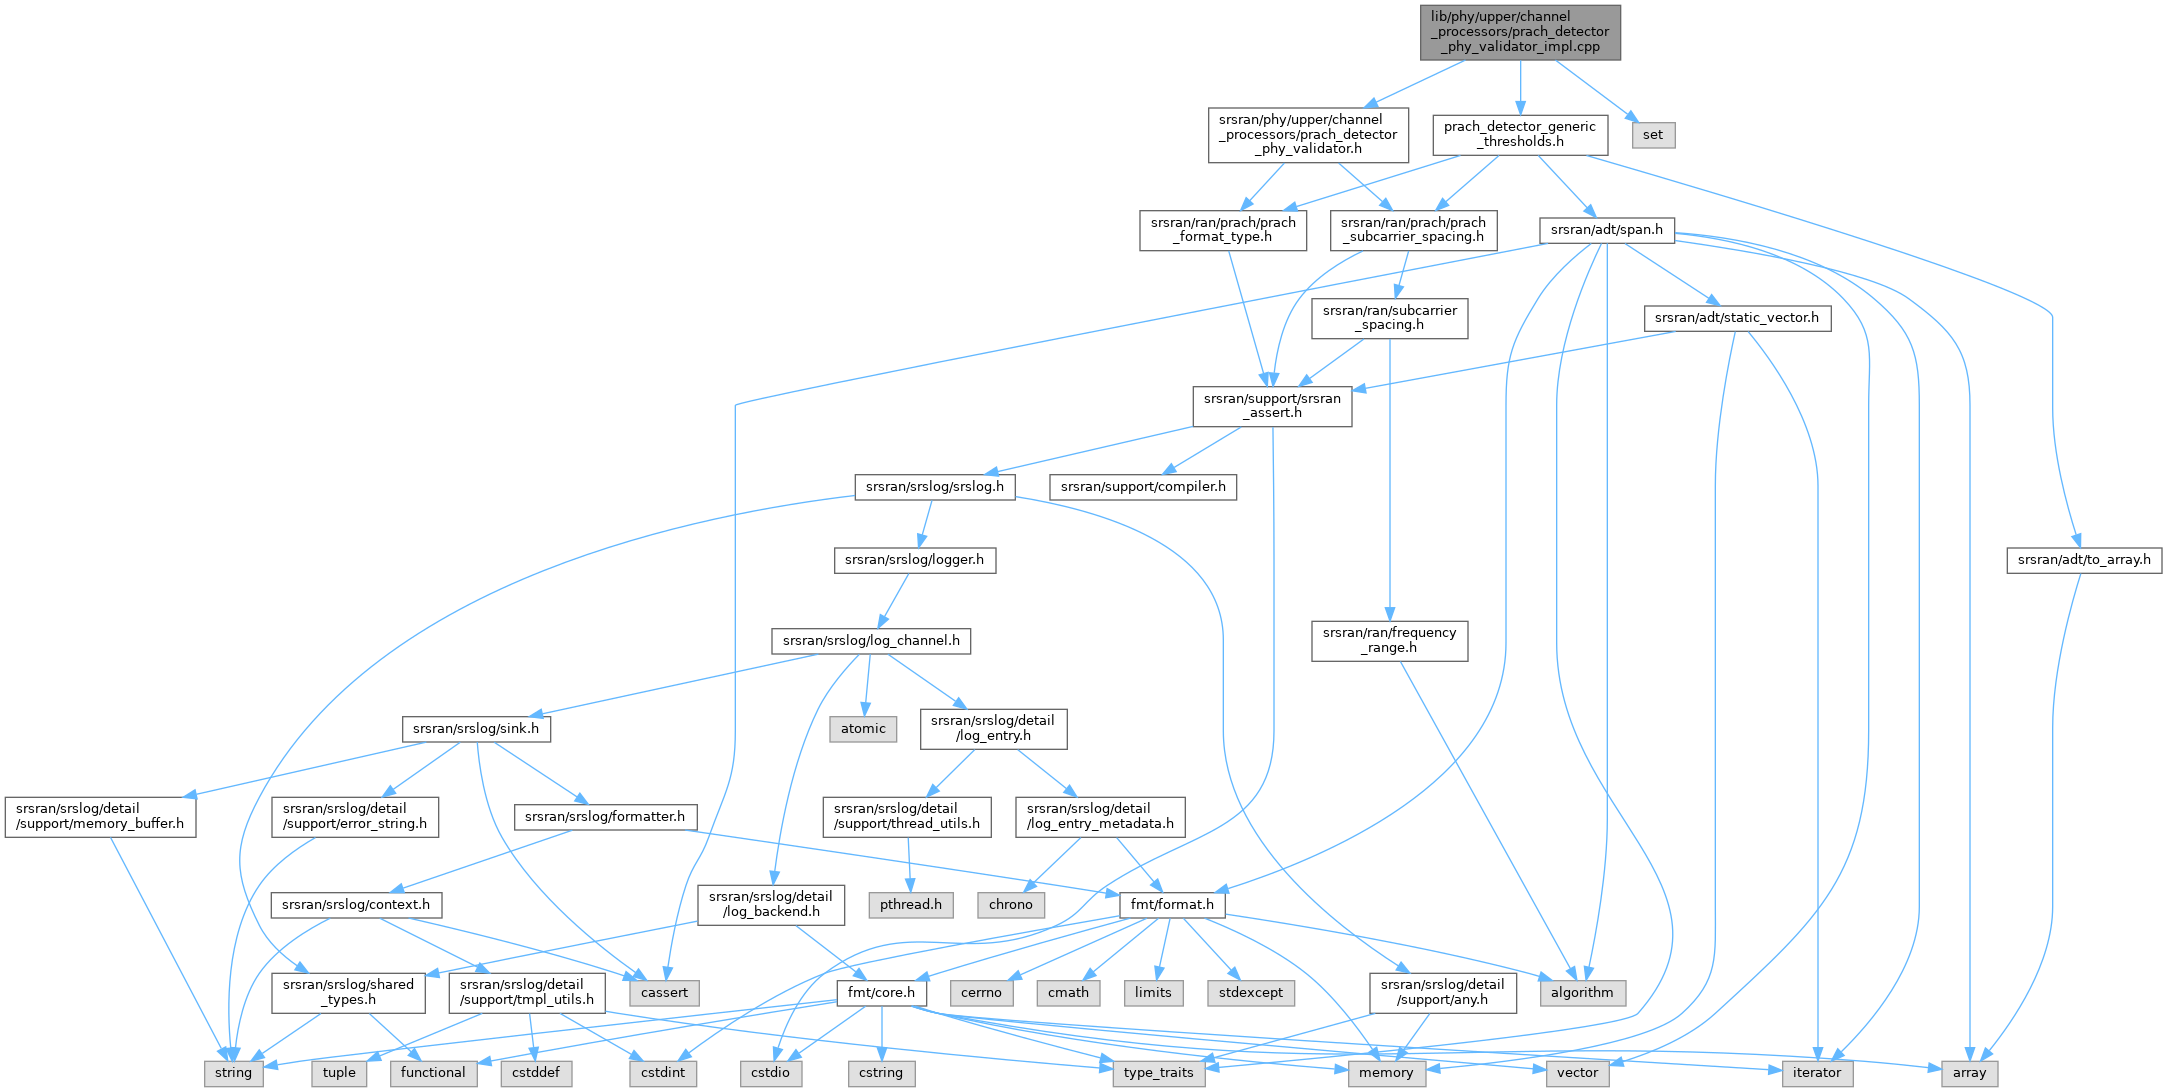 lib/phy/upper/channel
_processors/prach_detector
_phy_validator_impl.cpp
srsran/phy/upper/channel
_processors/prach_detector
_phy_validator.h
prach_detector_generic
_thresholds.h
set
srsran/ran/prach/prach
_format_type.h
srsran/ran/prach/prach
_subcarrier_spacing.h
srsran/adt/span.h
srsran/ran/subcarrier
_spacing.h
srsran/adt/static_vector.h
srsran/support/srsran
_assert.h
srsran/srslog/srslog.h
srsran/support/compiler.h
srsran/srslog/logger.h
srsran/adt/to_array.h
srsran/srslog/log_channel.h
srsran/ran/frequency
_range.h
srsran/srslog/sink.h
atomic
srsran/srslog/detail
/log_entry.h
srsran/srslog/detail
/support/memory_buffer.h
srsran/srslog/detail
/support/error_string.h
srsran/srslog/formatter.h
srsran/srslog/detail
/support/thread_utils.h
srsran/srslog/detail
/log_entry_metadata.h
srsran/srslog/context.h
srsran/srslog/detail
/log_backend.h
pthread.h
chrono
fmt/format.h
srsran/srslog/shared
_types.h
srsran/srslog/detail
/support/tmpl_utils.h
cassert
fmt/core.h
cerrno
cmath
limits
stdexcept
srsran/srslog/detail
/support/any.h
algorithm
string
tuple
functional
cstddef
cstdint
cstdio
cstring
type_traits
memory
vector
iterator
array